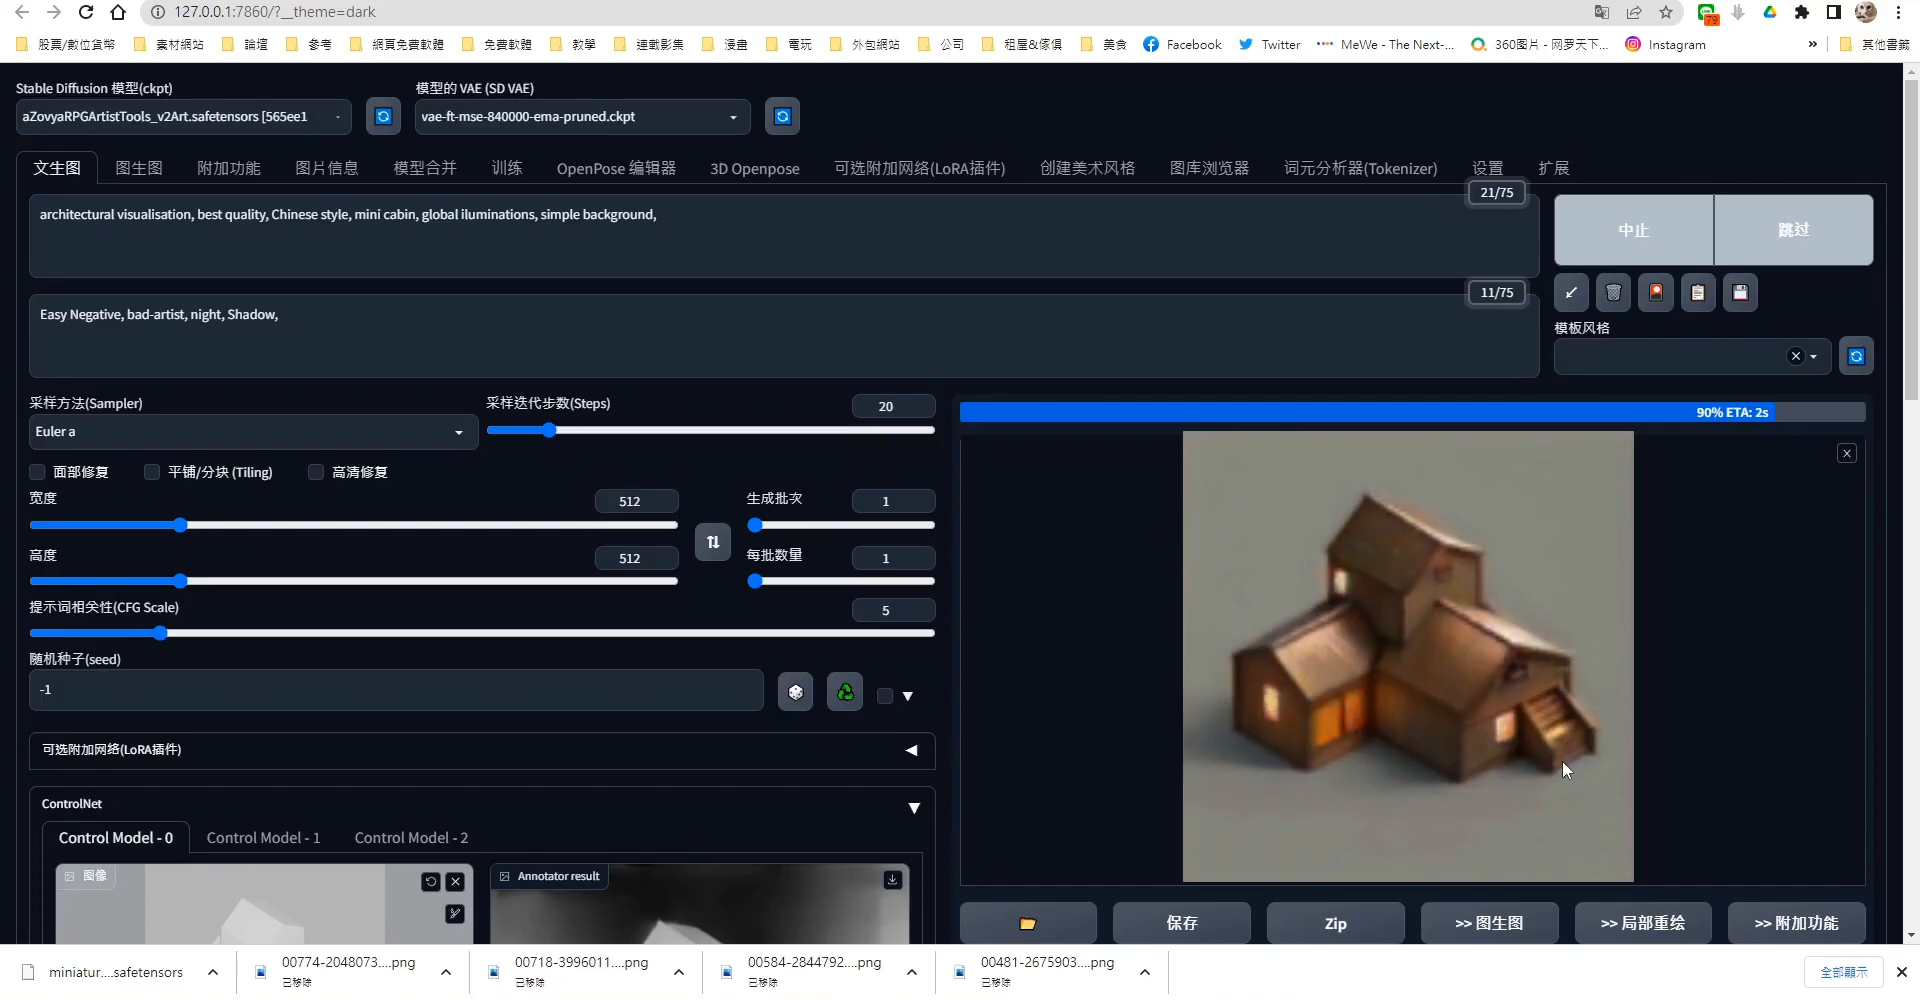 127.0.0.1:7860/?__theme=dark
79
股票/數位貨幣 素材網站 論壇 參考 網頁免費軟體 免費軟體 教學 連載影集 漫畫 電玩 外包網站 公司 租屋&傢俱 美食 Facebook Twitter MeWe - The Next-... 360图片 - 网罗天下... Instagram » 其他書籤
Stable Diffusion 模型(ckpt) 模型的 VAE (SD VAE)
aZovyaRPGArtistTools_v2Art.safetensors [565ee1 vae-ft-mse-840000-ema-pruned.ckpt
文生图 图生图 附加功能 图片信息 模型合并 训练 OpenPose 编辑器 3D Openpose 可选附加网络(LoRA插件) 创建美术风格 图库浏览器 词元分析器(Tokenizer) 设置 扩展
21/75
architectural visualisation, best quality, Chinese style, mini cabin, global iluminations, simple background,
中止 跳过
11/75
Easy Negative, bad-artist, night, Shadow,
模板风格
采样方法(Sampler) 采样迭代步数(Steps) 20
Euler a
90% ETA: 2s
面部修复 平铺/分块 (Tiling) 高清修复
宽度 512 生成批次 1
高度 512 每批数量 1
提示词相关性(CFG Scale) 5
随机种子(seed)
-1
可选附加网络(LoRA插件)
ControlNet
Control Model - 0 Control Model - 1 Control Model - 2
图像 Annotator result
保存 Zip >> 图生图 >> 局部重绘 >> 附加功能
miniatur....safetensors 00774-2048073....png 00718-3996011....png 00584-2844792....png 00481-2675903....png 全部顯示
已移除 已移除 已移除 已移除